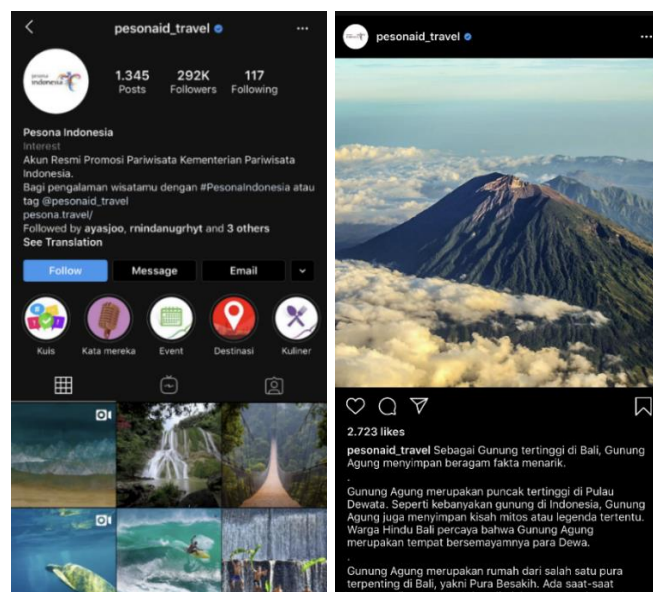 pesonaid_travel
pesona
indonesia
1.345
292K
117
Posts
Followers
Following
Pesona Indonesia
Interest
Akun Resmi Promosi Pariwisata Kementerian Pariwisata
Indonesia.
Bagi pengalaman wisatamu dengan #PesonaIndonesia atau
tag @pesonaid_travel
pesona.travel/
Followed by ayasjoo, rnindanugrhyt and 3 others
See Translation
Follow
Message
Email
Kuis
Kata mereka
Event
Destinasi
Kuliner
pesonaid_travel
2.723 likes
pesonaid_travel Sebagai Gunung tertinggi di Bali, Gunung
Agung menyimpan beragam fakta menarik.
.
Gunung Agung merupakan puncak tertinggi di Pulau
Dewata. Seperti kebanyakan gunung di Indonesia, Gunung
Agung juga menyimpan kisah mitos atau legenda tertentu.
Warga Hindu Bali percaya bahwa Gunung Agung
merupakan tempat bersemayamnya para Dewa.
.
Gunung Agung merupakan rumah dari salah satu pura
terpenting di Bali, yakni Pura Besakih. Ada saat-saat